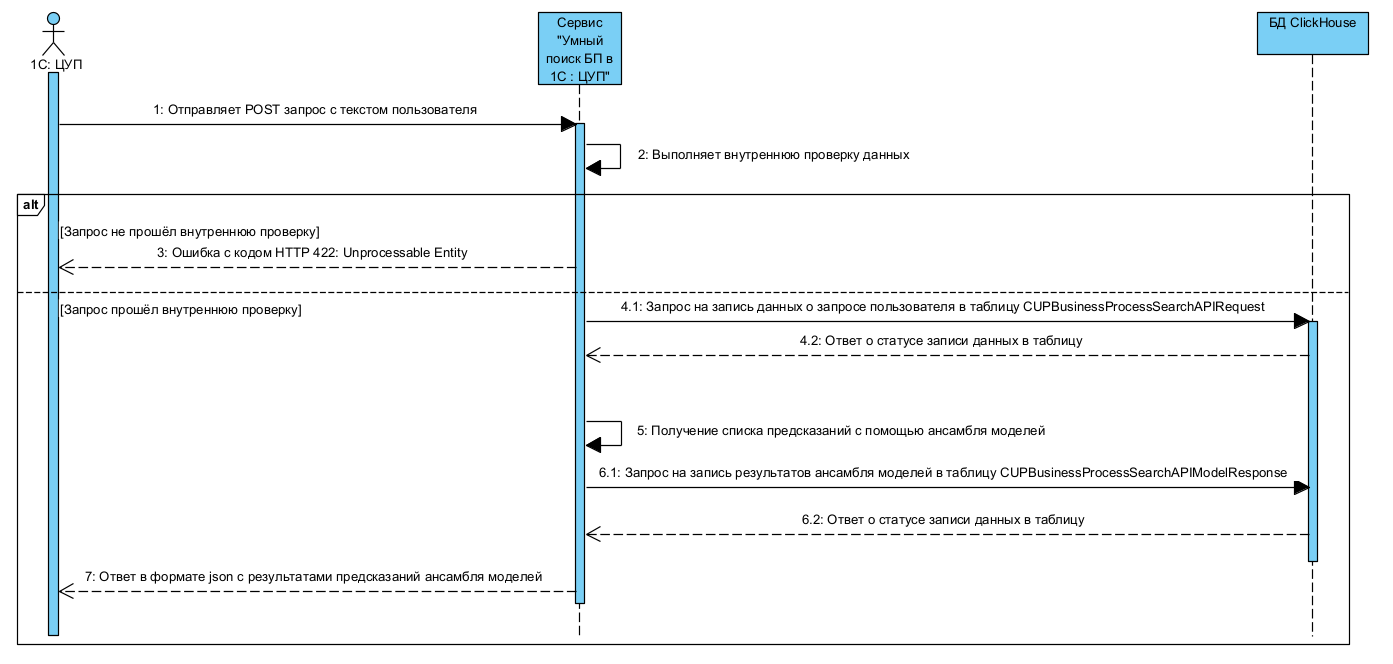 1С: ЦУП
Сервис
"Умный
поиск БП в
1С : ЦУП"
БД ClickHouse
1: Отправляет POST запрос с текстом пользователя
2: Выполняет внутреннюю проверку данных
alt
[Запрос не прошёл внутреннюю проверку]
3: Ошибка с кодом HTTP 422: Unprocessable Entity
[Запрос прошёл внутреннюю проверку]
4.1: Запрос на запись данных о запросе пользователя в таблицу CUPBusinessProcessSearchAPIRequest
4.2: Ответ о статусе записи данных в таблицу
5: Получение списка предсказаний с помощью ансамбля моделей
6.1: Запрос на запись результатов ансамбля моделей в таблицу CUPBusinessProcessSearchAPIModelResponse
6.2: Ответ о статусе записи данных в таблицу
7: Ответ в формате json с результатами предсказаний ансамбля моделей